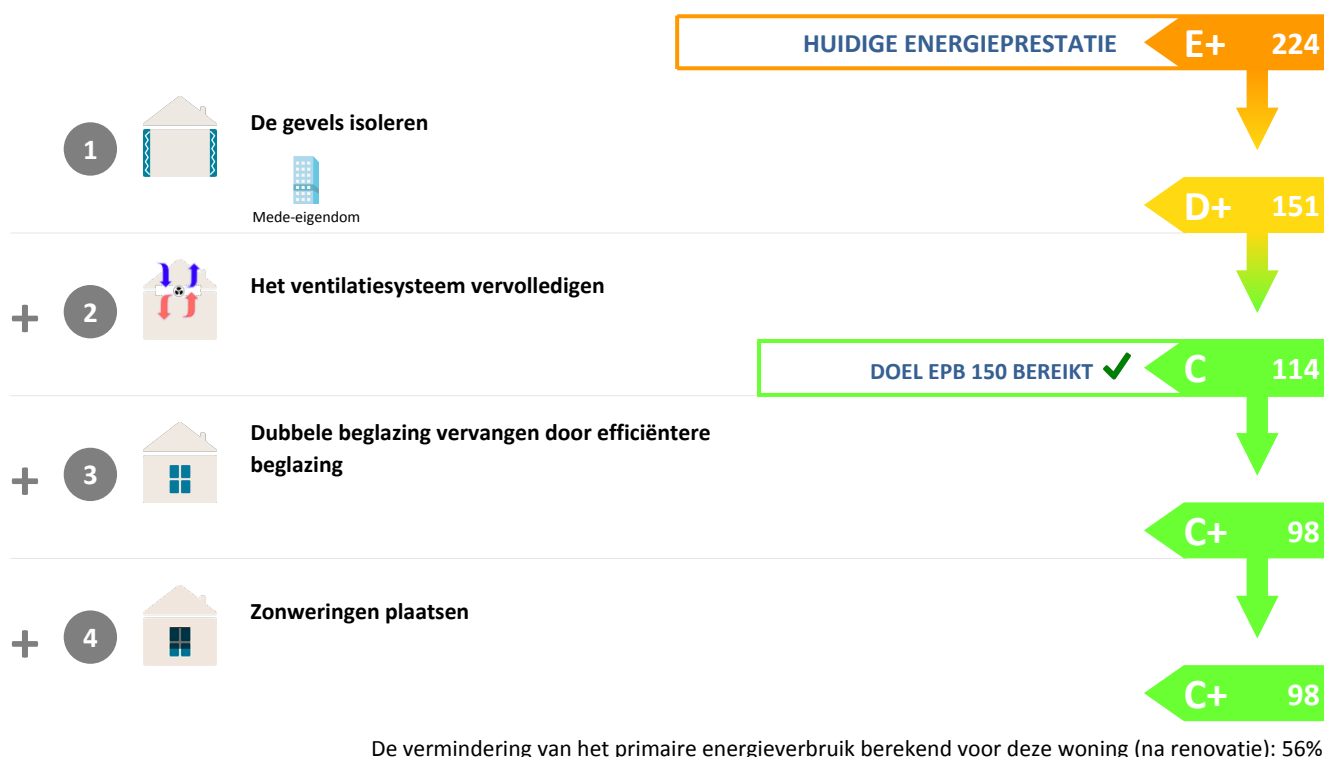 HUIDIGE ENERGIEPRESTATIE E+ 224
1 De gevels isoleren
Mede-eigendom
D+ 151
+ 2 Het ventilatiesysteem vervolledigen
DOEL EPB 150 BEREIKT ✓ C 114
+ 3 Dubbele beglazing vervangen door efficiëntere
beglazing
C+ 98
+ 4 Zonweringen plaatsen
C+ 98
De vermindering van het primaire energieverbruik berekend voor deze woning (na renovatie): 56%